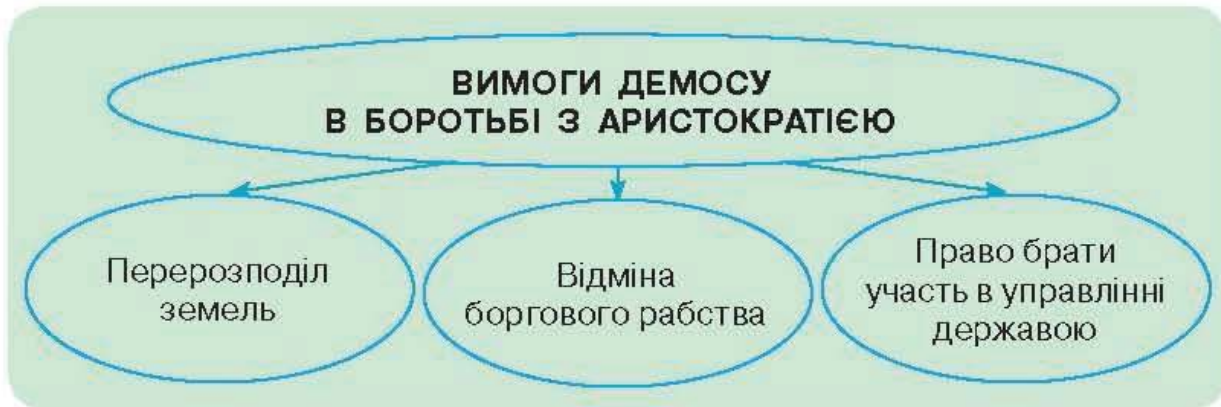 ВИМОГИ ДЕМОСУ
В БОРОТЬБІ З АРИСТОКРАТІЄЮ
Перерозподіл
земель
Відміна
боргового рабства
Право брати
участь в управлінні
державою